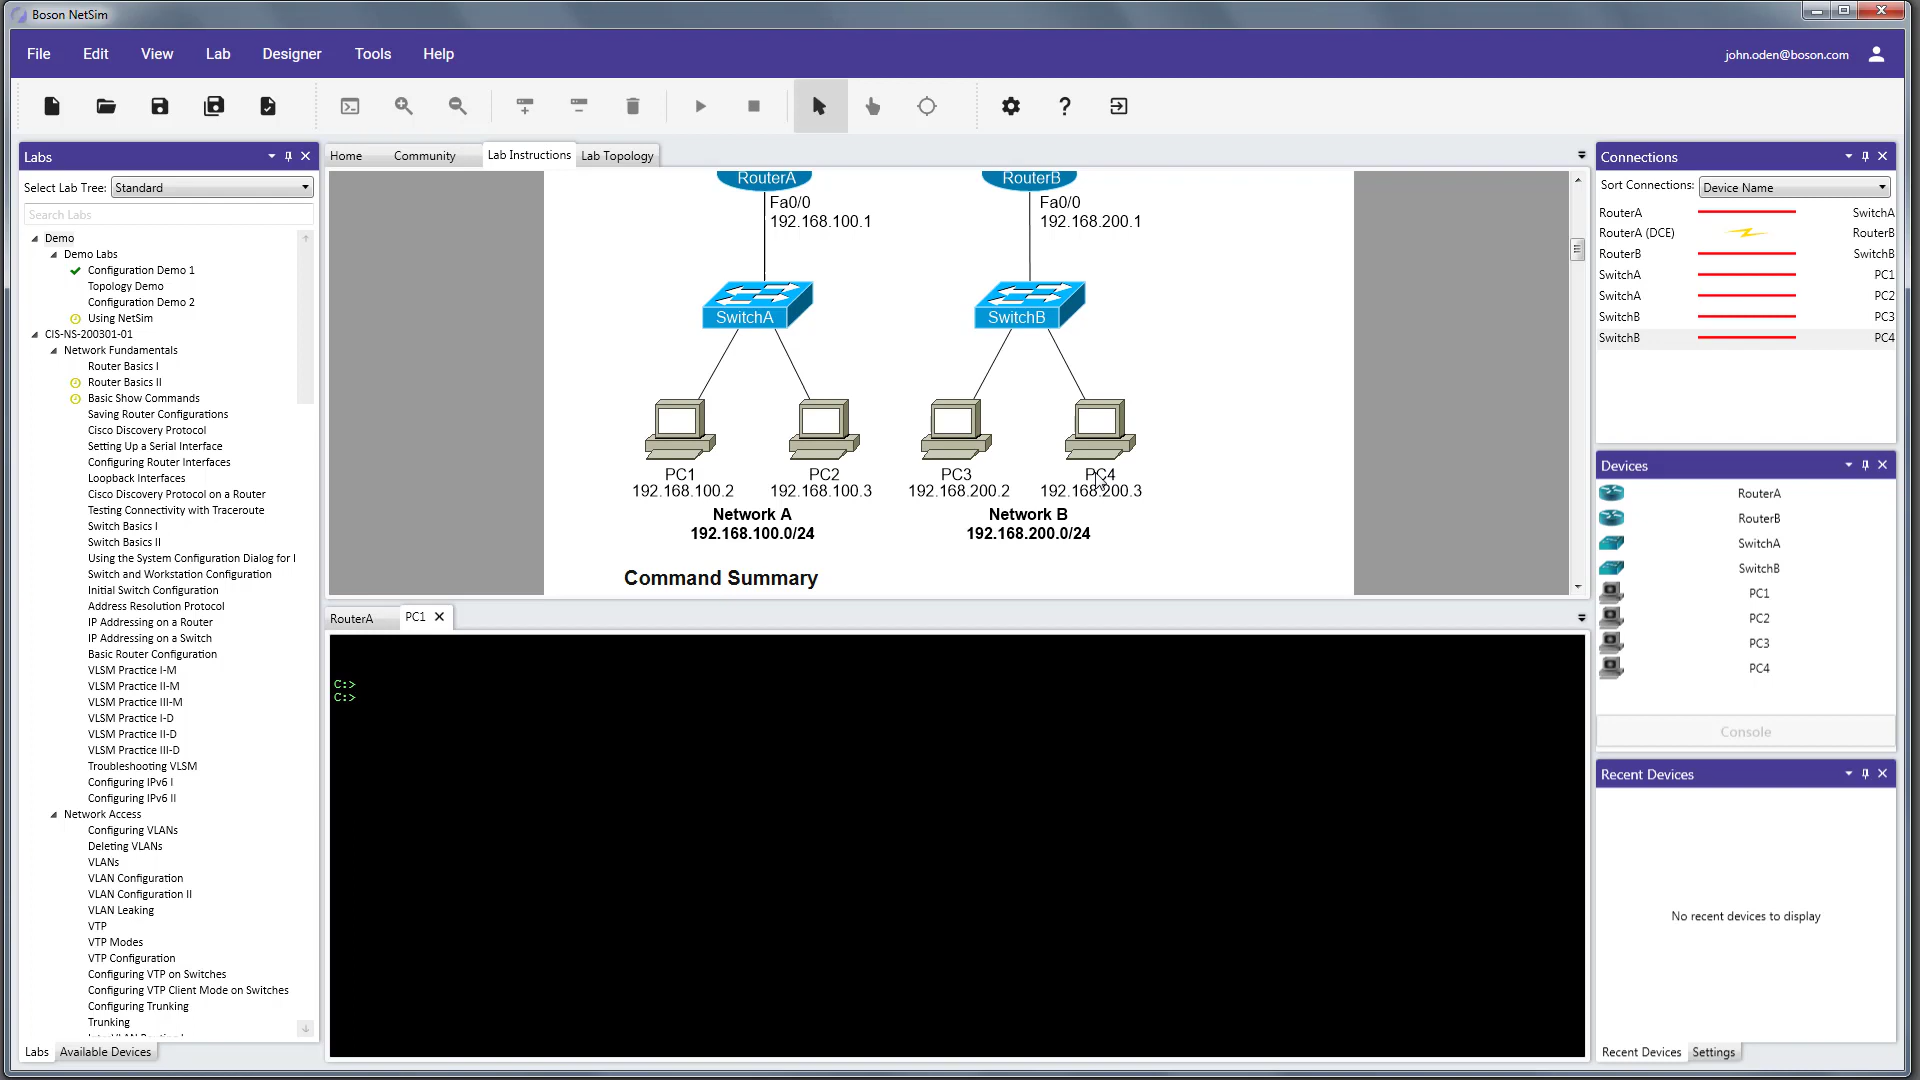 Boson NetSim
File Edit View Lab Designer Tools Help
john.oden@boson.com
Labs
Select Lab Tree: Standard
Search Labs
Demo
Demo Labs
Configuration Demo 1
Topology Demo
Configuration Demo 2
Using NetSim
CIS-NS-200301-01
Network Fundamentals
Router Basics I
Router Basics II
Basic Show Commands
Saving Router Configurations
Cisco Discovery Protocol
Setting Up a Serial Interface
Configuring Router Interfaces
Loopback Interfaces
Cisco Discovery Protocol on a Router
Testing Connectivity with Traceroute
Switch Basics I
Switch Basics II
Using the System Configuration Dialog for I
Switch and Workstation Configuration
Initial Switch Configuration
Address Resolution Protocol
IP Addressing on a Router
IP Addressing on a Switch
Basic Router Configuration
VLSM Practice I-M
VLSM Practice II-M
VLSM Practice III-M
VLSM Practice I-D
VLSM Practice II-D
VLSM Practice III-D
Troubleshooting VLSM
Configuring IPv6 I
Configuring IPv6 II
Network Access
Configuring VLANs
Deleting VLANs
VLANs
VLAN Configuration
VLAN Configuration II
VLAN Leaking
VTP
VTP Modes
VTP Configuration
Configuring VTP on Switches
Configuring VTP Client Mode on Switches
Configuring Trunking
Trunking
Labs Available Devices
Home Community Lab Instructions Lab Topology
RouterA RouterB
Fa0/0 Fa0/0
192.168.100.1 192.168.200.1
SwitchA SwitchB
PC1 PC2 PC3 PC4
192.168.100.2 192.168.100.3 192.168.200.2 192.168.200.3
Network A Network B
192.168.100.0/24 192.168.200.0/24
Command Summary
RouterA PC1
C:>
C:>
Connections
Sort Connections: Device Name
RouterA SwitchA
RouterA (DCE) RouterB
RouterB SwitchB
SwitchA PC1
SwitchA PC2
SwitchB PC3
SwitchB PC4
Devices
RouterA
RouterB
SwitchA
SwitchB
PC1
PC2
PC3
PC4
Console
Recent Devices
No recent devices to display
Recent Devices Settings